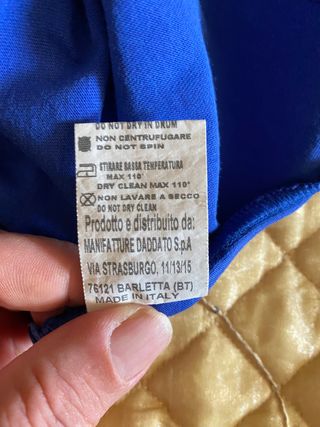 DO NOT DRY IN DRUM
NON CENTRUFUGARE
DO NOT SPIN
STIRARE BASSA TEMPERATURA
MAX 110°
DRY CLEAN MAX 110°
NON LAVARE A SECCO
DO NOT DRY CLEAN
Prodotto e distribuito da:
MANIFATTURE DADDATO S.p.A
VIA STRASBURGO, 11/13/15
76121 BARLETTA (BT)
MADE IN ITALY